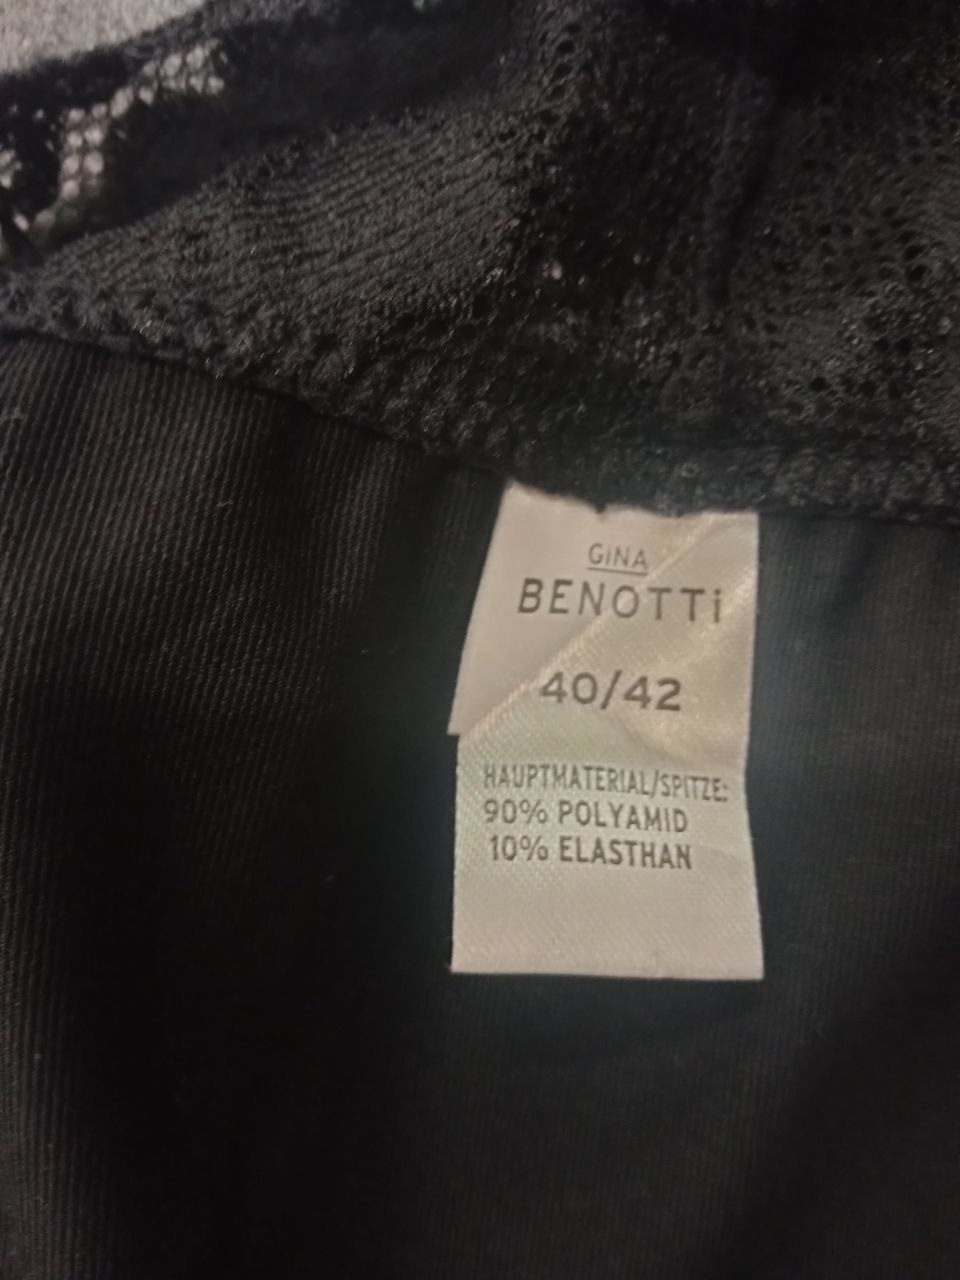 GiNA
BENOTTi
40/42
HAUPTMATERIAL/SPITZE:
90% POLYAMID
10% ELASTHAN